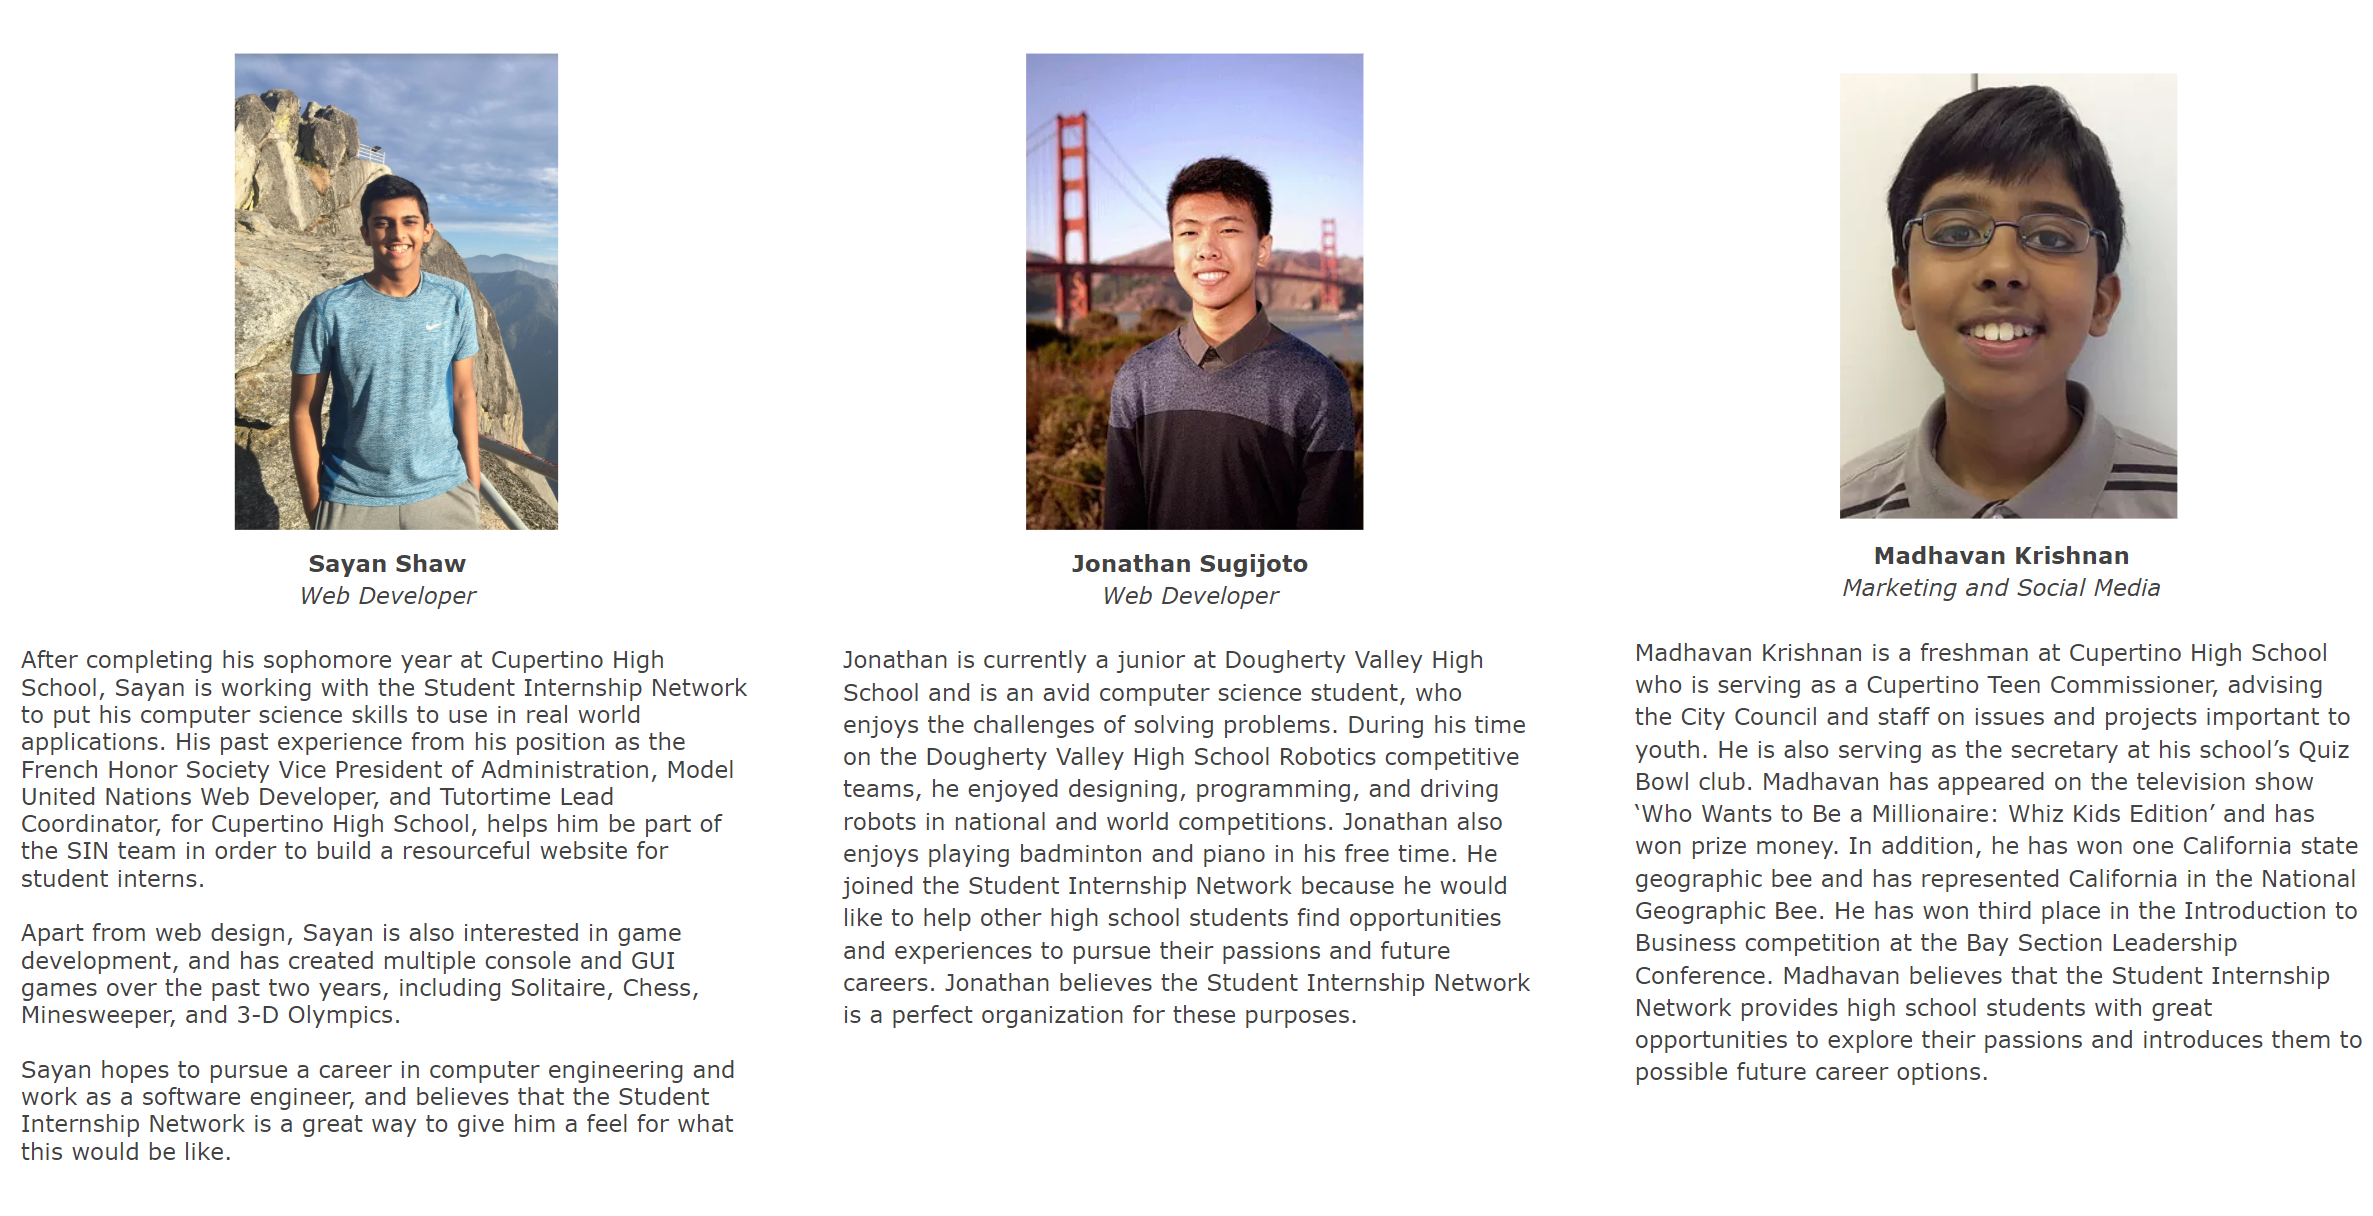 Sayan Shaw
Web Developer
After completing his sophomore year at Cupertino High
School, Sayan is working with the Student Internship Network
to put his computer science skills to use in real world
applications. His past experience from his position as the
French Honor Society Vice President of Administration, Model
United Nations Web Developer, and Tutortime Lead
Coordinator, for Cupertino High School, helps him be part of
the SIN team in order to build a resourceful website for
student interns.
Apart from web design, Sayan is also interested in game
development, and has created multiple console and GUI
games over the past two years, including Solitaire, Chess,
Minesweeper, and 3-D Olympics.
Sayan hopes to pursue a career in computer engineering and
work as a software engineer, and believes that the Student
Internship Network is a great way to give him a feel for what
this would be like.
Jonathan Sugijoto
Web Developer
Jonathan is currently a junior at Dougherty Valley High
School and is an avid computer science student, who
enjoys the challenges of solving problems. During his time
on the Dougherty Valley High School Robotics competitive
teams, he enjoyed designing, programming, and driving
robots in national and world competitions. Jonathan also
enjoys playing badminton and piano in his free time. He
joined the Student Internship Network because he would
like to help other high school students find opportunities
and experiences to pursue their passions and future
careers. Jonathan believes the Student Internship Network
is a perfect organization for these purposes.
Madhavan Krishnan
Marketing and Social Media
Madhavan Krishnan is a freshman at Cupertino High School
who is serving as a Cupertino Teen Commissioner, advising
the City Council and staff on issues and projects important to
youth. He is also serving as the secretary at his school’s Quiz
Bowl club. Madhavan has appeared on the television show
‘Who Wants to Be a Millionaire: Whiz Kids Edition’ and has
won prize money. In addition, he has won one California state
geographic bee and has represented California in the National
Geographic Bee. He has won third place in the Introduction to
Business competition at the Bay Section Leadership
Conference. Madhavan believes that the Student Internship
Network provides high school students with great
opportunities to explore their passions and introduces them to
possible future career options.